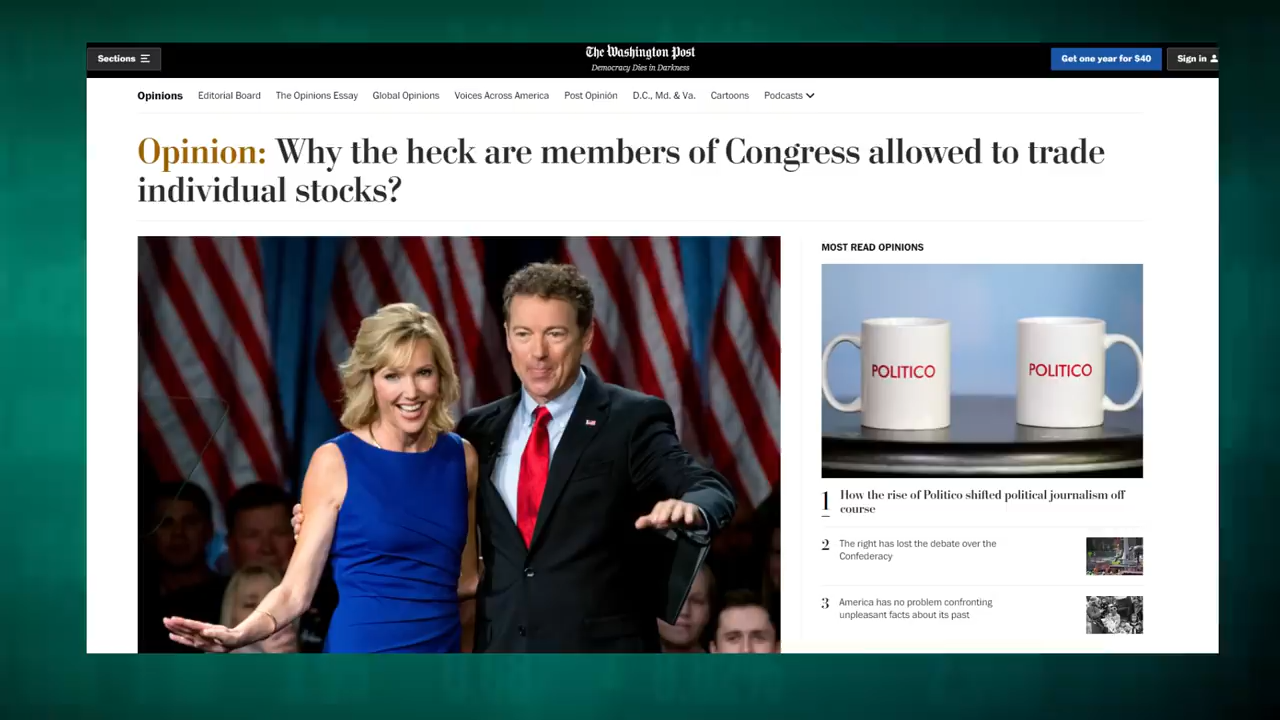 Sections
The Washington Post
Democracy Dies in Darkness
Get one year for $40
Sign in
Opinions
Editorial Board
The Opinions Essay
Global Opinions
Voices Across America
Post Opinión
D.C., Md. & Va.
Cartoons
Podcasts
Opinion: Why the heck are members of Congress allowed to trade
individual stocks?
MOST READ OPINIONS
POLITICO
POLITICO
1
How the rise of Politico shifted political journalism off
course
2
The right has lost the debate over the
Confederacy
3
America has no problem confronting
unpleasant facts about its past